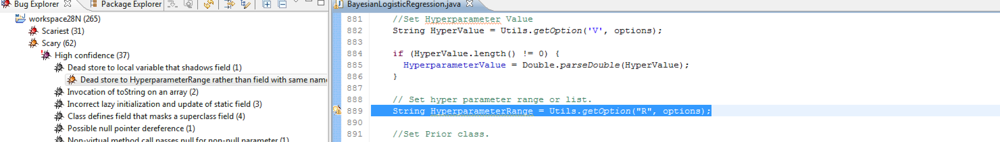 Bug Explorer
Package Explorer
workspace28N (265)
Scariest (31)
Scary (62)
High confidence (37)
Dead store to local variable that shadows field (1)
Dead store to HyperparameterRange rather than field with same name
Invocation of toString on an array (2)
Incorrect lazy initialization and update of static field (3)
Class defines field that masks a superclass field (4)
Possible null pointer dereference (1)
Non-virtual method call passes null for non-null parameter (1)
BayesianLogisticRegression.java
881 //Set Hyperparameter Value
882 String HyperValue = Utils.getOption('V', options);
883
884 if (HyperValue.length() != 0) {
885 HyperparameterValue = Double.parseDouble(HyperValue);
886 }
887
888 // Set hyper parameter range or list.
889 String HyperparameterRange = Utils.getOption("R", options);
890
891 //Set Prior class.